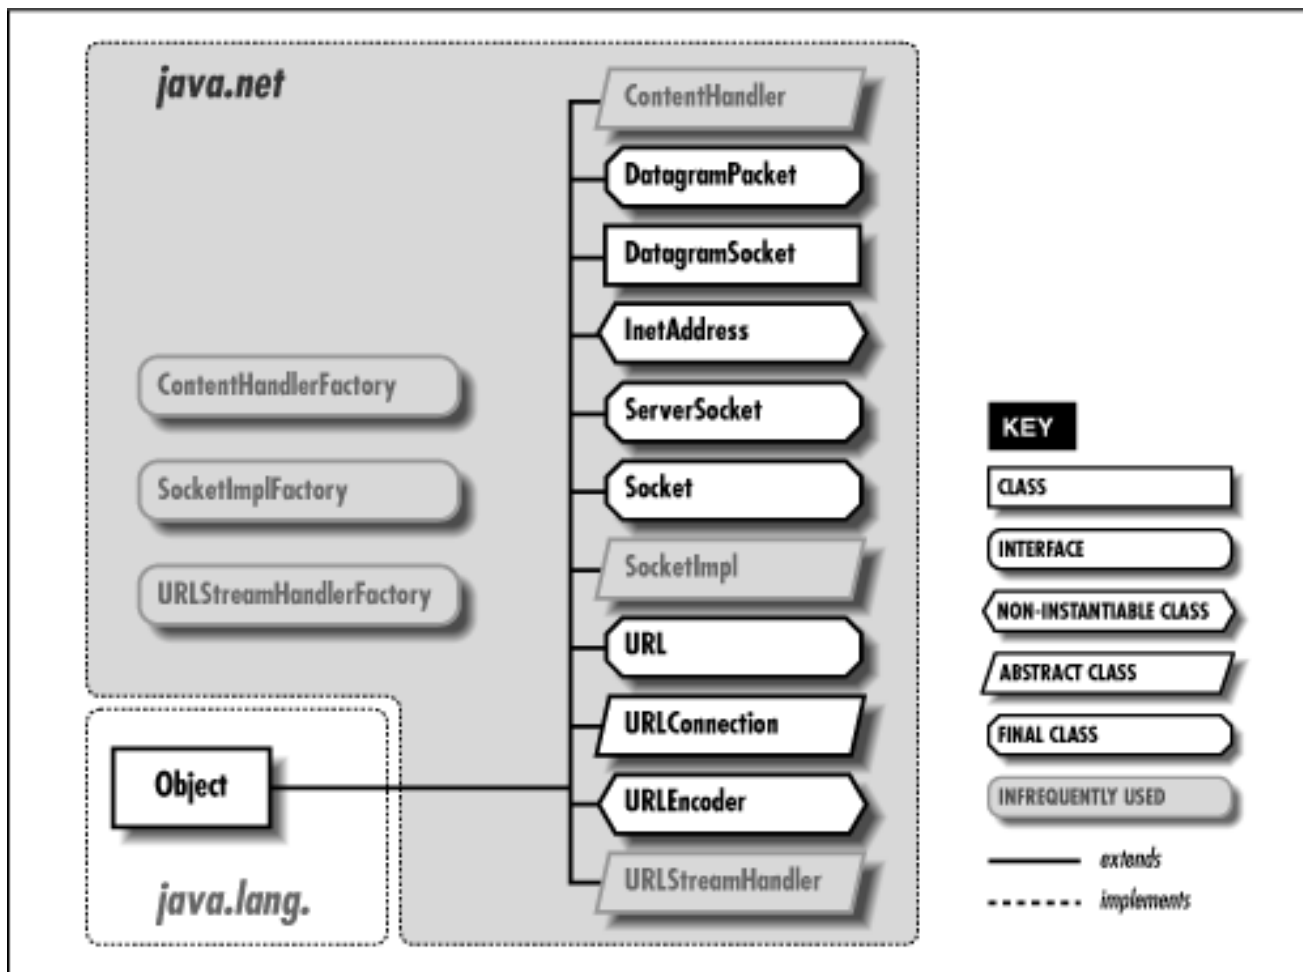 java.net
ContentHandler
DatagramPacket
DatagramSocket
InetAddress
ServerSocket
Socket
SocketImpl
URL
URLConnection
URLEncoder
URLStreamHandler
ContentHandlerFactory
SocketImplFactory
URLStreamHandlerFactory
Object
java.lang.
KEY
CLASS
INTERFACE
NON-INSTANTIABLE CLASS
ABSTRACT CLASS
FINAL CLASS
INFREQUENTLY USED
extends
implements